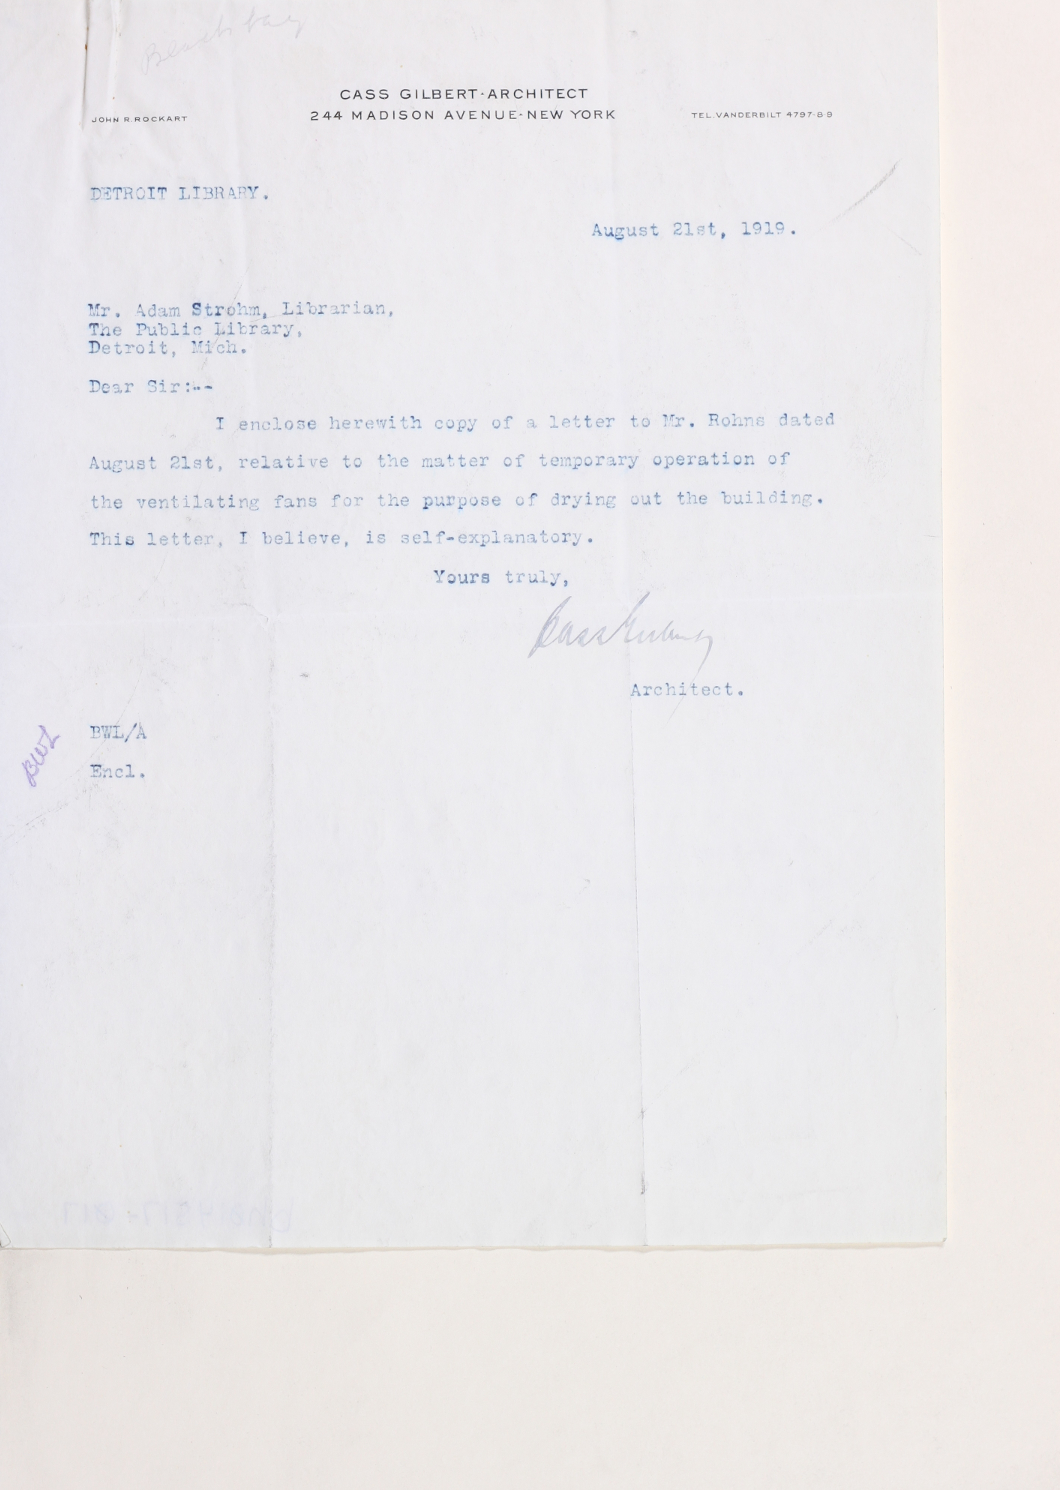 CASS GILBERT-ARCHITECT
244 MADISON AVENUE-NEW YORK
JOHN R. ROCKART
TEL. VANDERBILT 4797-8-9
DETROIT LIBRARY.
August 21st, 1919.
Mr. Adam Strohm, Librarian,
The Public Library,
Detroit, Mich.
Dear Sir:--
I enclose herewith copy of a letter to Mr. Rohns dated
August 21st, relative to the matter of temporary operation of
the ventilating fans for the purpose of drying out the building.
This letter, I believe, is self-explanatory.
Yours truly,
Cass Gilbert
Architect.
BWL/A
BWL
Encl.